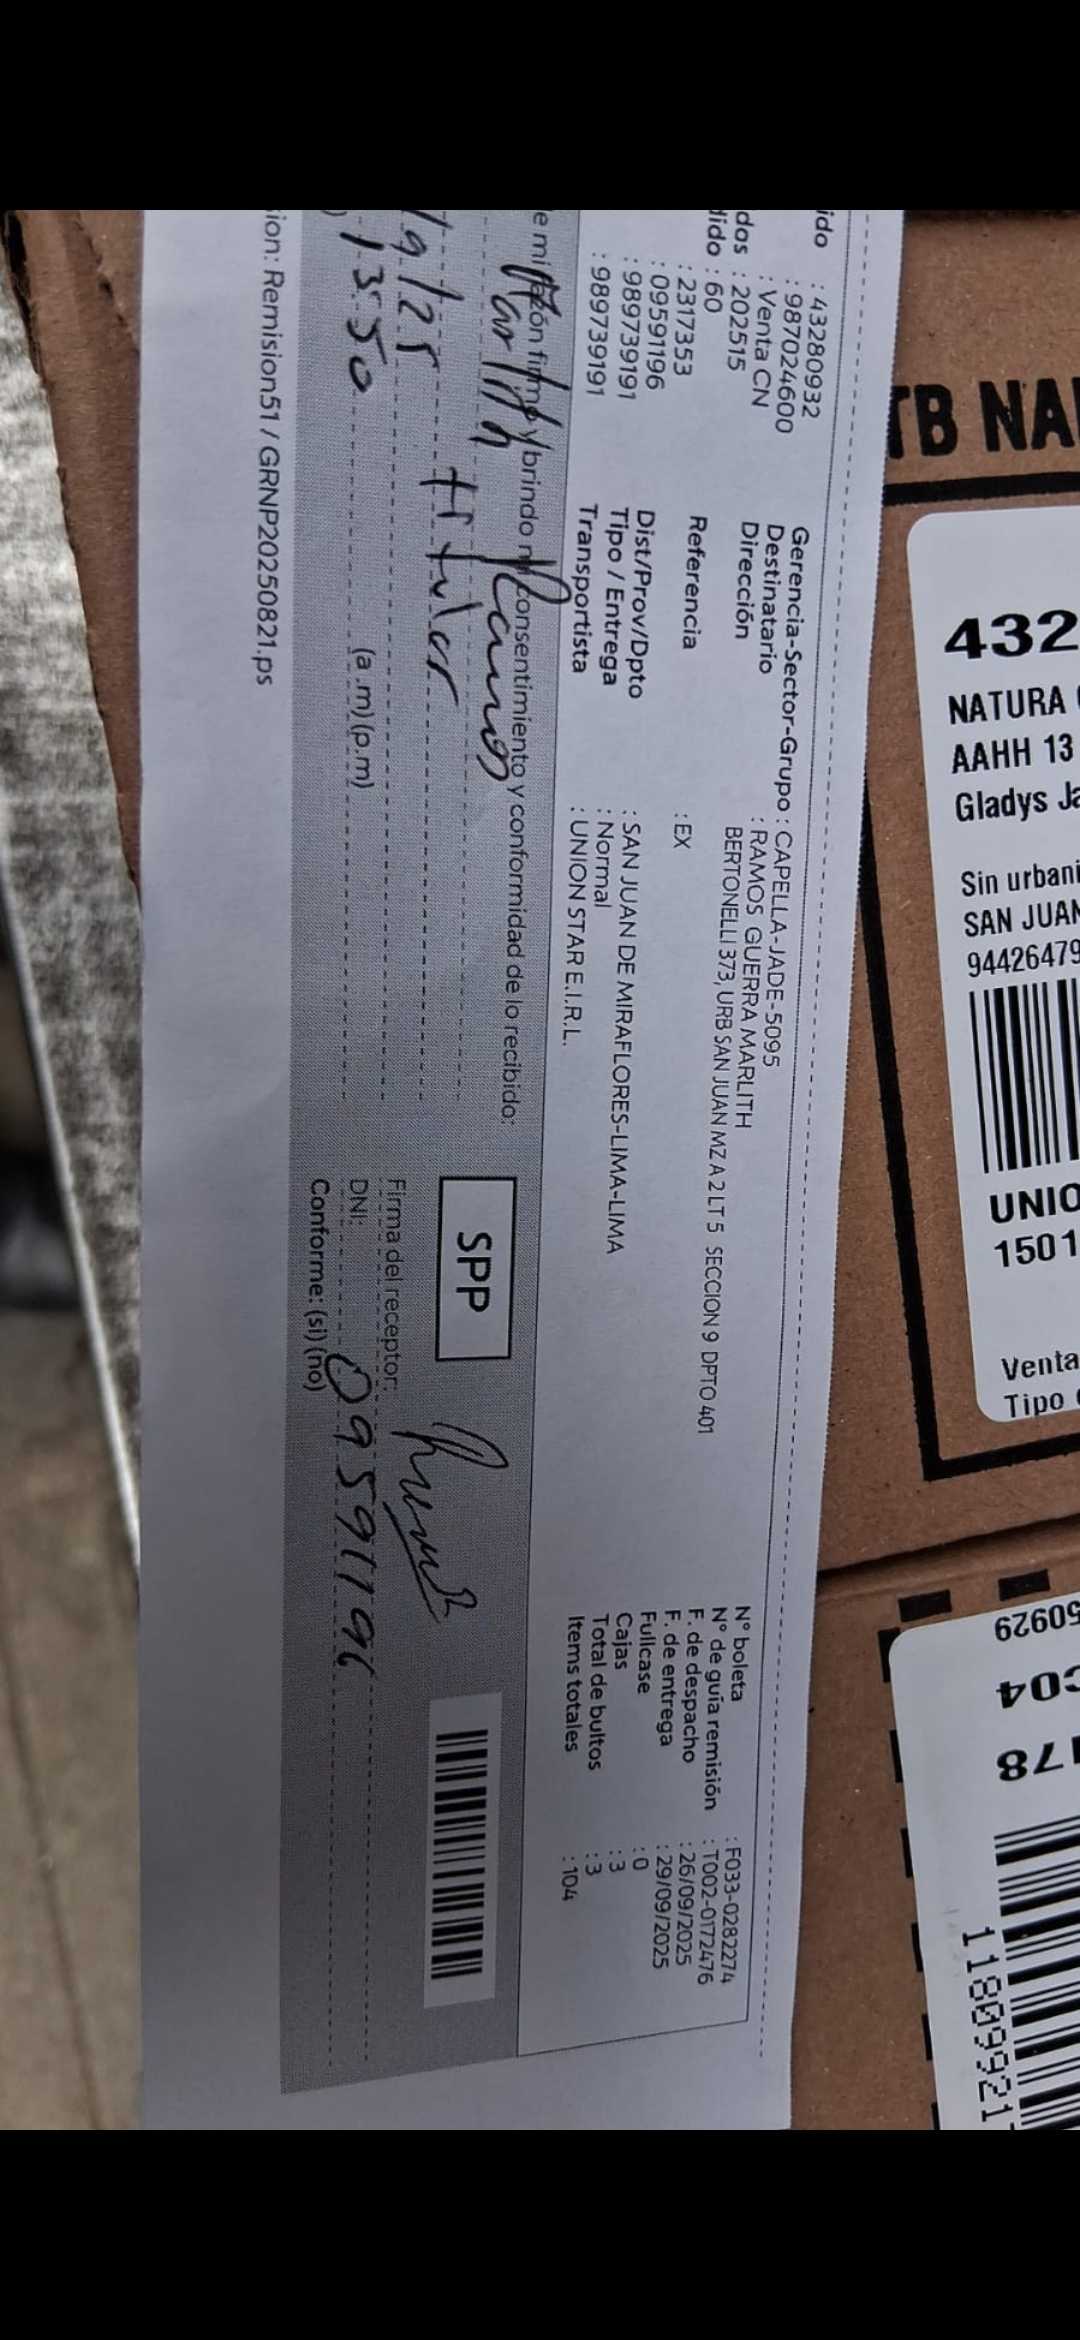 ido : 43280932
: 987024600
: Venta CN
dos : 202515
dido : 60
: 2317353
: 09591196
: 989739191
: 989739191
Gerencia-Sector-Grupo : CAPELLA-JADE-5095
Destinatario : RAMOS GUERRA MARLITH
Dirección BERTONELLI 373, URB SAN JUAN MZ A 2 LT 5 SECCION 9 DPTO 401
Referencia : EX
Dist/Prov/Dpto : SAN JUAN DE MIRAFLORES-LIMA-LIMA
Tipo / Entrega : Normal
Transportista : UNION STAR E.I.R.L.
N° boleta : F033-0282274
N° de guía remisión : T002-0172476
F. de despacho : 26/09/2025
F. de entrega : 29/09/2025
Fullcase : 0
Cajas : 3
Total de bultos : 3
Items totales : 104
e mi razón firmo y brindo mi consentimiento y conformidad de lo recibido:
Marlith Ramos
titular
/9/25
1350 (a.m)(p.m)
SPP
Firma del receptor:
DNI: 09591196
Conforme: (si) (no)
ion: Remision51 / GRNP20250821.ps
TB NA
432
NATURA
AAHH 13
Gladys Ja
Sin urbani
SAN JUAN
94426479
UNIO
1501
Venta
Tipo
50929
C04
178
11809921